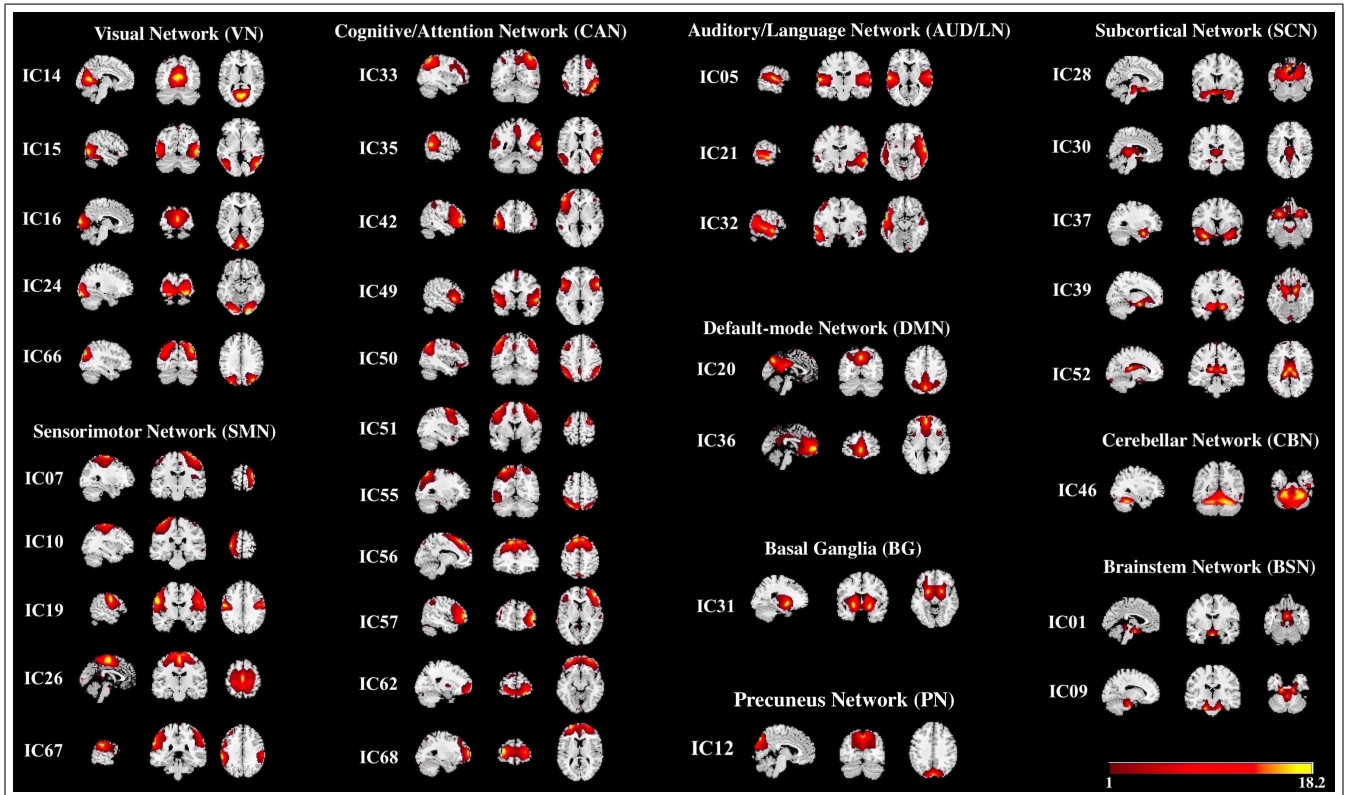 Visual Network (VN)
IC14
IC15
IC16
IC24
IC66
Sensorimotor Network (SMN)
IC07
IC10
IC19
IC26
IC67
Cognitive/Attention Network (CAN)
IC33
IC35
IC42
IC49
IC50
IC51
IC55
IC56
IC57
IC62
IC68
Auditory/Language Network (AUD/LN)
IC05
IC21
IC32
Default-mode Network (DMN)
IC20
IC36
Basal Ganglia (BG)
IC31
Precuneus Network (PN)
IC12
Subcortical Network (SCN)
IC28
IC30
IC37
IC39
IC52
Cerebellar Network (CBN)
IC46
Brainstem Network (BSN)
IC01
IC09
1 18.2